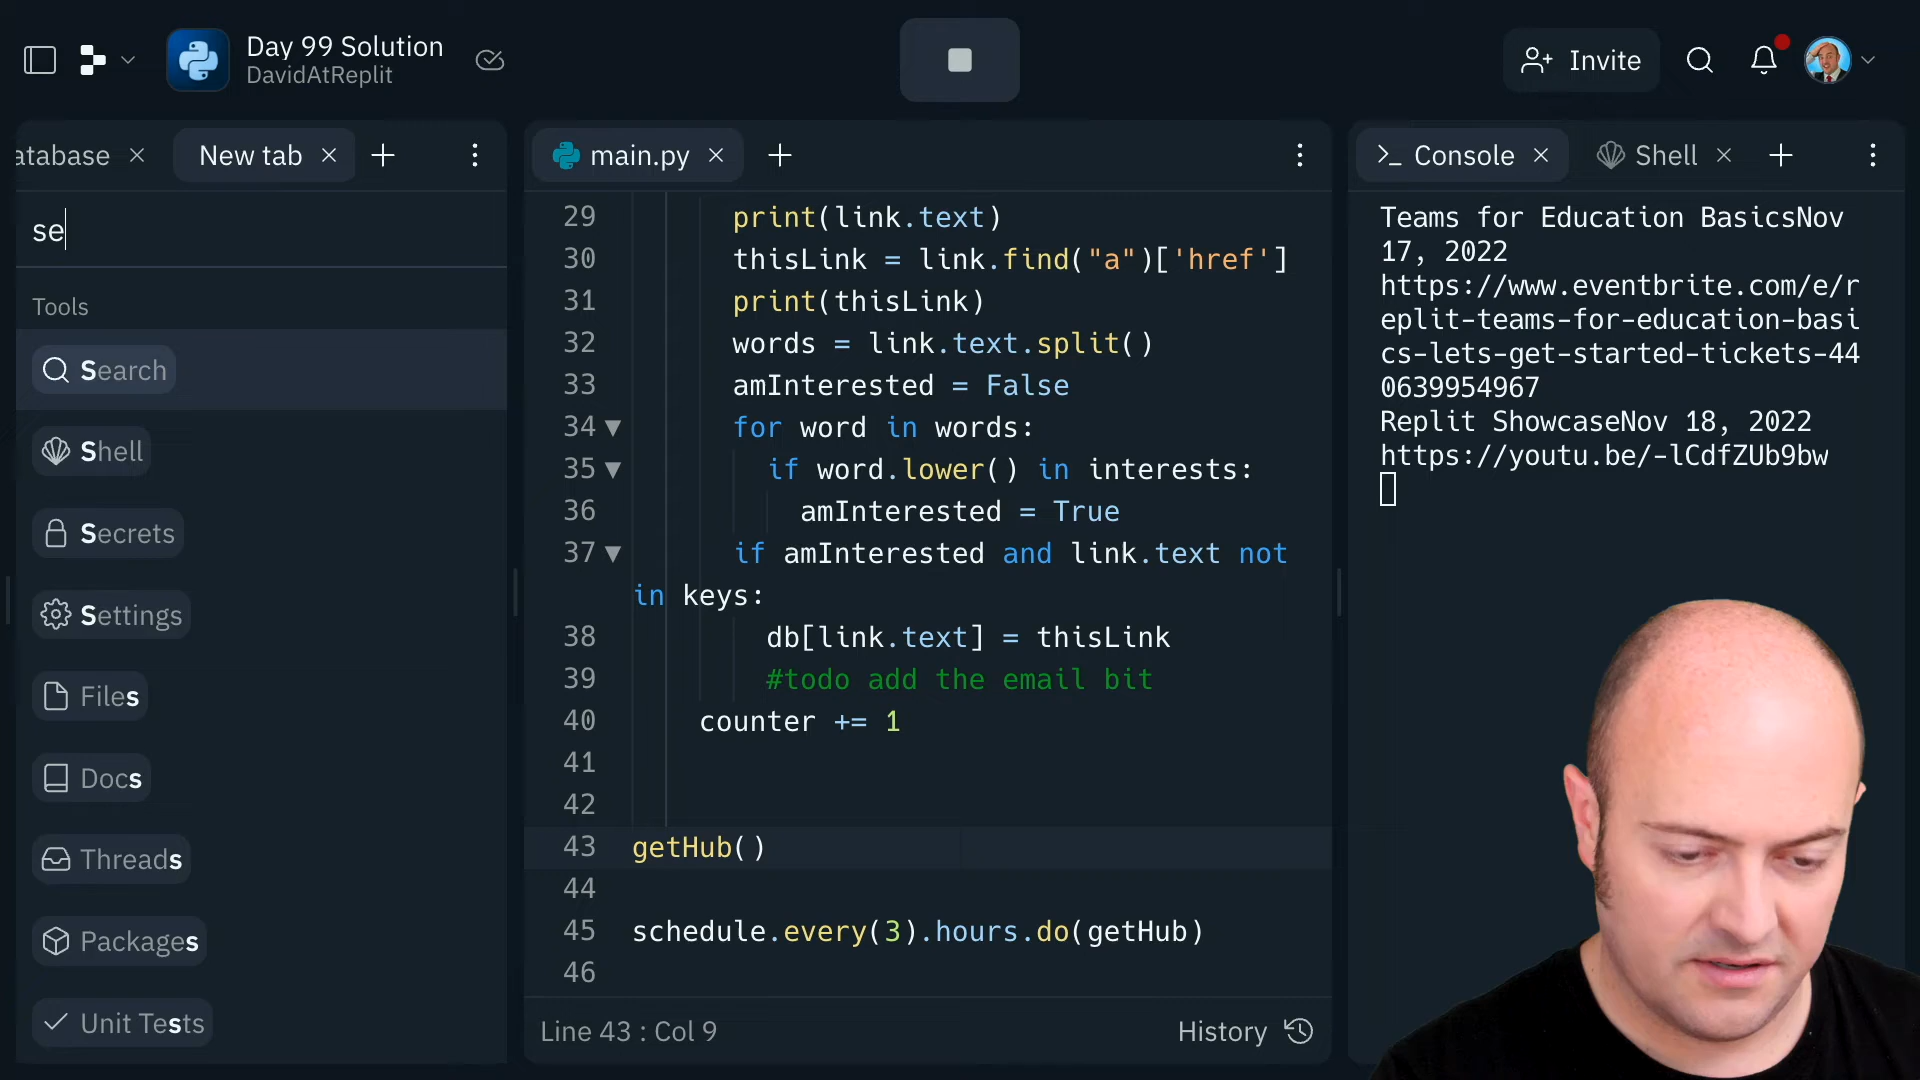 Day 99 Solution
DavidAtReplit
Invite
atabase
New tab
main.py
Console
Shell
se
Tools
Search
Shell
Secrets
Settings
Files
Docs
Threads
Packages
Unit Tests
29 print(link.text)
30 thisLink = link.find("a")['href']
31 print(thisLink)
32 words = link.text.split()
33 amInterested = False
34 for word in words:
35 if word.lower() in interests:
36 amInterested = True
37 if amInterested and link.text not
in keys:
38 db[link.text] = thisLink
39 #todo add the email bit
40 counter += 1
41
42
43 getHub()
44
45 schedule.every(3).hours.do(getHub)
46
Line 43 : Col 9
History
Teams for Education BasicsNov
17, 2022
https://www.eventbrite.com/e/r
eplit-teams-for-education-basi
cs-lets-get-started-tickets-44
0639954967
Replit ShowcaseNov 18, 2022
https://youtu.be/-lCdfZUb9bw